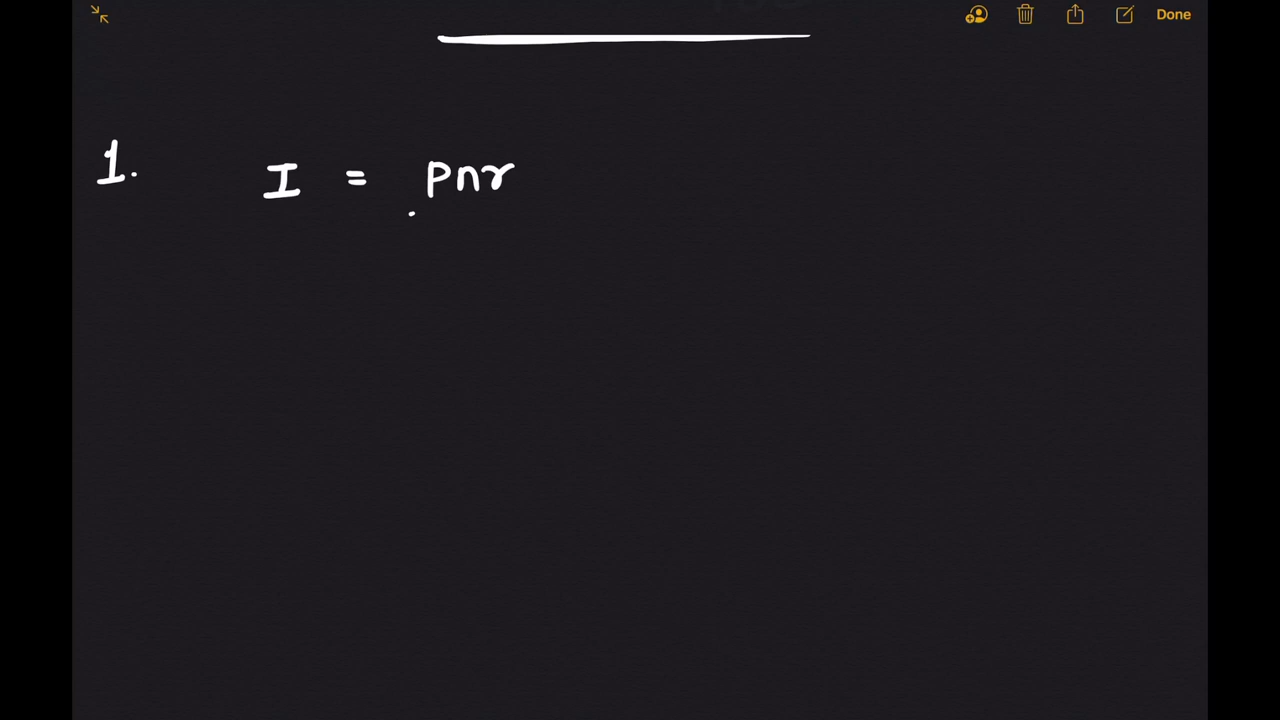 Done
1. I = pnr